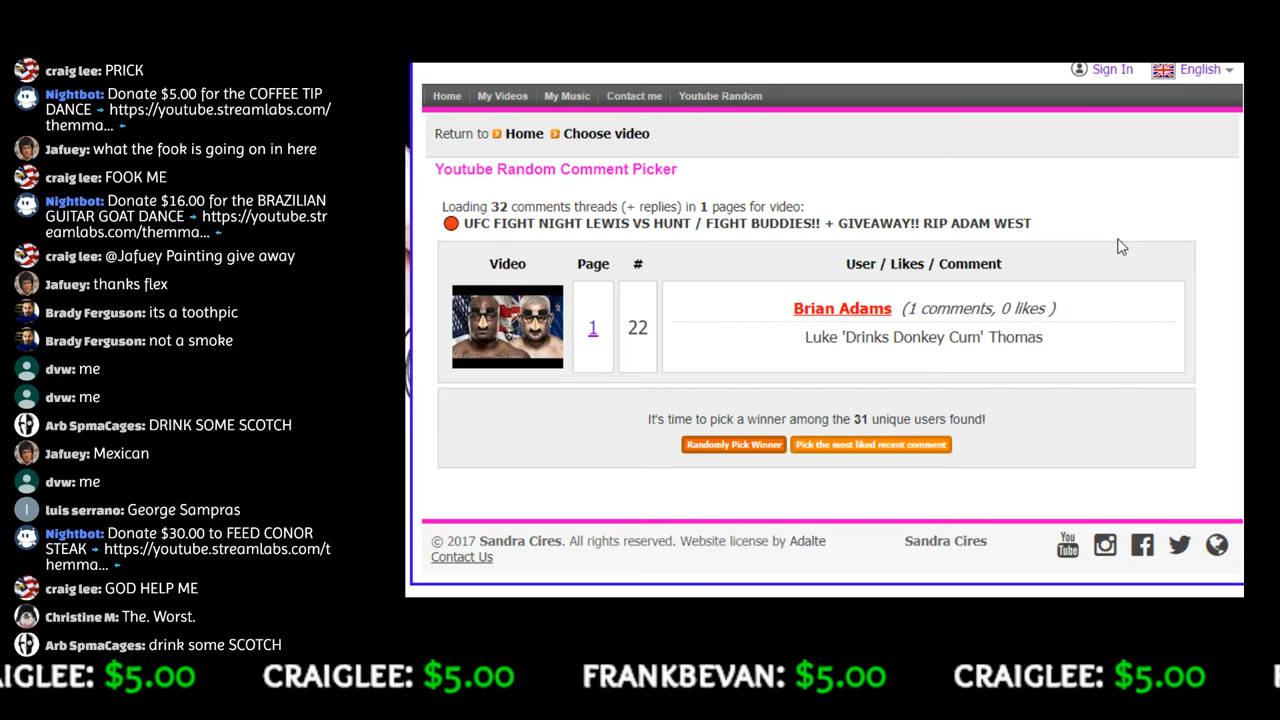 craig lee: PRICK
Nightbot: Donate $5.00 for the COFFEE TIP
DANCE → https://youtube.streamlabs.com/
themma... ←
Jafuey: what the fook is going on in here
craig lee: FOOK ME
Nightbot: Donate $16.00 for the BRAZILIAN
GUITAR GOAT DANCE → https://youtube.str
eamlabs.com/themma... ←
craig lee: @Jafuey Painting give away
Jafuey: thanks flex
Brady Ferguson: its a toothpic
Brady Ferguson: not a smoke
dvw: me
dvw: me
Arb SpmaCages: DRINK SOME SCOTCH
Jafuey: Mexican
dvw: me
luis serrano: George Sampras
Nightbot: Donate $30.00 to FEED CONOR
STEAK → https://youtube.streamlabs.com/t
hemma... ←
craig lee: GOD HELP ME
Christine M: The. Worst.
Arb SpmaCages: drink some SCOTCH
Sign In English
Home My Videos My Music Contact me Youtube Random
Return to Home Choose video
Youtube Random Comment Picker
Loading 32 comments threads (+ replies) in 1 pages for video:
UFC FIGHT NIGHT LEWIS VS HUNT / FIGHT BUDDIES!! + GIVEAWAY!! RIP ADAM WEST
Video Page # User / Likes / Comment
1 22 Brian Adams (1 comments, 0 likes )
Luke 'Drinks Donkey Cum' Thomas
It's time to pick a winner among the 31 unique users found!
Randomly Pick Winner Pick the most liked recent comment
© 2017 Sandra Cires. All rights reserved. Website license by Adalte
Contact Us
Sandra Cires
You
Tube
AIGLEE: $5.00 CRAIGLEE: $5.00 FRANKBEVAN: $5.00 CRAIGLEE: $5.00